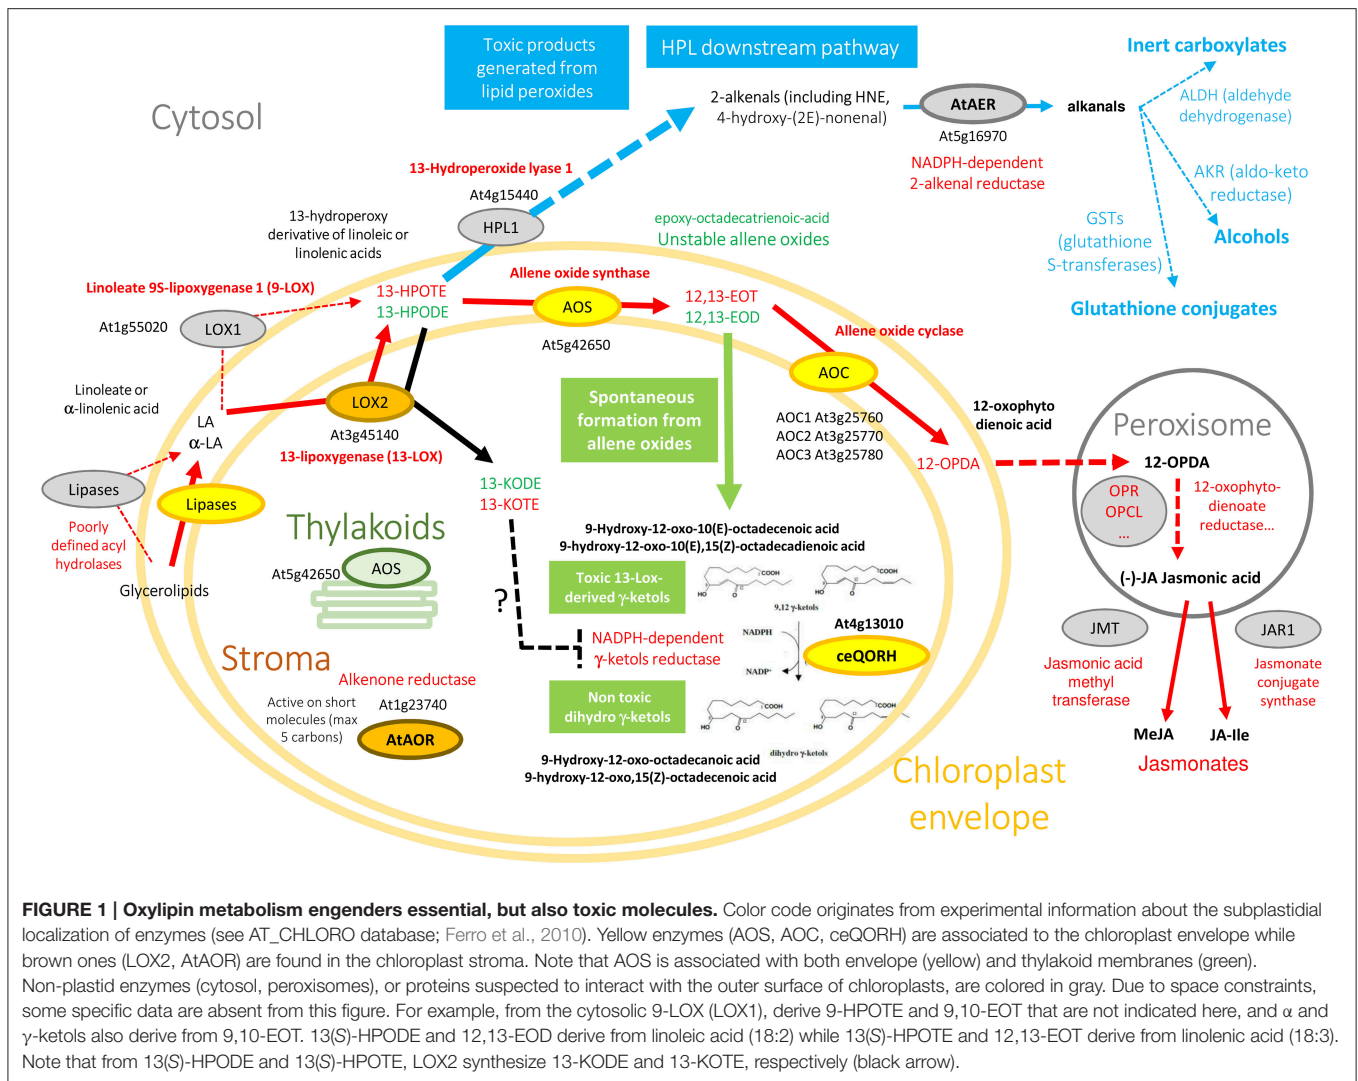 Toxic products
generated from
lipid peroxides
HPL downstream pathway
Inert carboxylates
Cytosol
2-alkenals (including HNE,
4-hydroxy-(2E)-nonenal)
AtAER
At5g16970
NADPH-dependent
2-alkenal reductase
alkanals
ALDH (aldehyde
dehydrogenase)
AKR (aldo-keto
reductase)
GSTs
(glutathione
S-transferases)
Alcohols
Glutathione conjugates
13-Hydroperoxide lyase 1
At4g15440
HPL1
13-hydroperoxy
derivative of linoleic or
linolenic acids
epoxy-octadecatrienoic-acid
Unstable allene oxides
Linoleate 9S-lipoxygenase 1 (9-LOX)
At1g55020
LOX1
13-HPOTE
13-HPODE
Allene oxide synthase
AOS
At5g42650
12,13-EOT
12,13-EOD
Allene oxide cyclase
AOC
AOC1 At3g25760
AOC2 At3g25770
AOC3 At3g25780
12-oxophyto
dienoic acid
12-OPDA
Peroxisome
12-OPDA
OPR
OPCL
...
12-oxophyto-
dienoate
reductase...
(-)-JA Jasmonic acid
JMT
Jasmonic acid
methyl
transferase
JAR1
Jasmonate
conjugate
synthase
MeJA
JA-Ile
Jasmonates
Linoleate or
α-linolenic acid
LA
α-LA
LOX2
At3g45140
13-lipoxygenase (13-LOX)
Spontaneous
formation from
allene oxides
Lipases
Lipases
Poorly
defined acyl
hydrolases
Glycerolipids
13-KODE
13-KOTE
Thylakoids
At5g42650
AOS
?
9-Hydroxy-12-oxo-10(E)-octadecenoic acid
9-hydroxy-12-oxo-10(E),15(Z)-octadecadienoic acid
Toxic 13-Lox-
derived γ-ketols
COOH
COOH
HO
O
HO
O
9,12 γ-ketols
NADPH-dependent
γ-ketols reductase
NADPH
NADP+
At4g13010
ceQORH
Stroma
Alkenone reductase
At1g23740
Active on short
molecules (max
5 carbons)
AtAOR
Non toxic
dihydro γ-ketols
COOH
COOH
HO
O
HO
O
dihydro γ-ketols
9-Hydroxy-12-oxo-octadecanoic acid
9-hydroxy-12-oxo,15(Z)-octadecenoic acid
Chloroplast
envelope
FIGURE 1 | Oxylipin metabolism engenders essential, but also toxic molecules. Color code originates from experimental information about the subplastidial
localization of enzymes (see AT_CHLORO database; Ferro et al., 2010). Yellow enzymes (AOS, AOC, ceQORH) are associated to the chloroplast envelope while
brown ones (LOX2, AtAOR) are found in the chloroplast stroma. Note that AOS is associated with both envelope (yellow) and thylakoid membranes (green).
Non-plastid enzymes (cytosol, peroxisomes), or proteins suspected to interact with the outer surface of chloroplasts, are colored in gray. Due to space constraints,
some specific data are absent from this figure. For example, from the cytosolic 9-LOX (LOX1), derive 9-HPOTE and 9,10-EOT that are not indicated here, and α and
γ-ketols also derive from 9,10-EOT. 13(S)-HPODE and 12,13-EOD derive from linoleic acid (18:2) while 13(S)-HPOTE and 12,13-EOT derive from linolenic acid (18:3).
Note that from 13(S)-HPODE and 13(S)-HPOTE, LOX2 synthesize 13-KODE and 13-KOTE, respectively (black arrow).